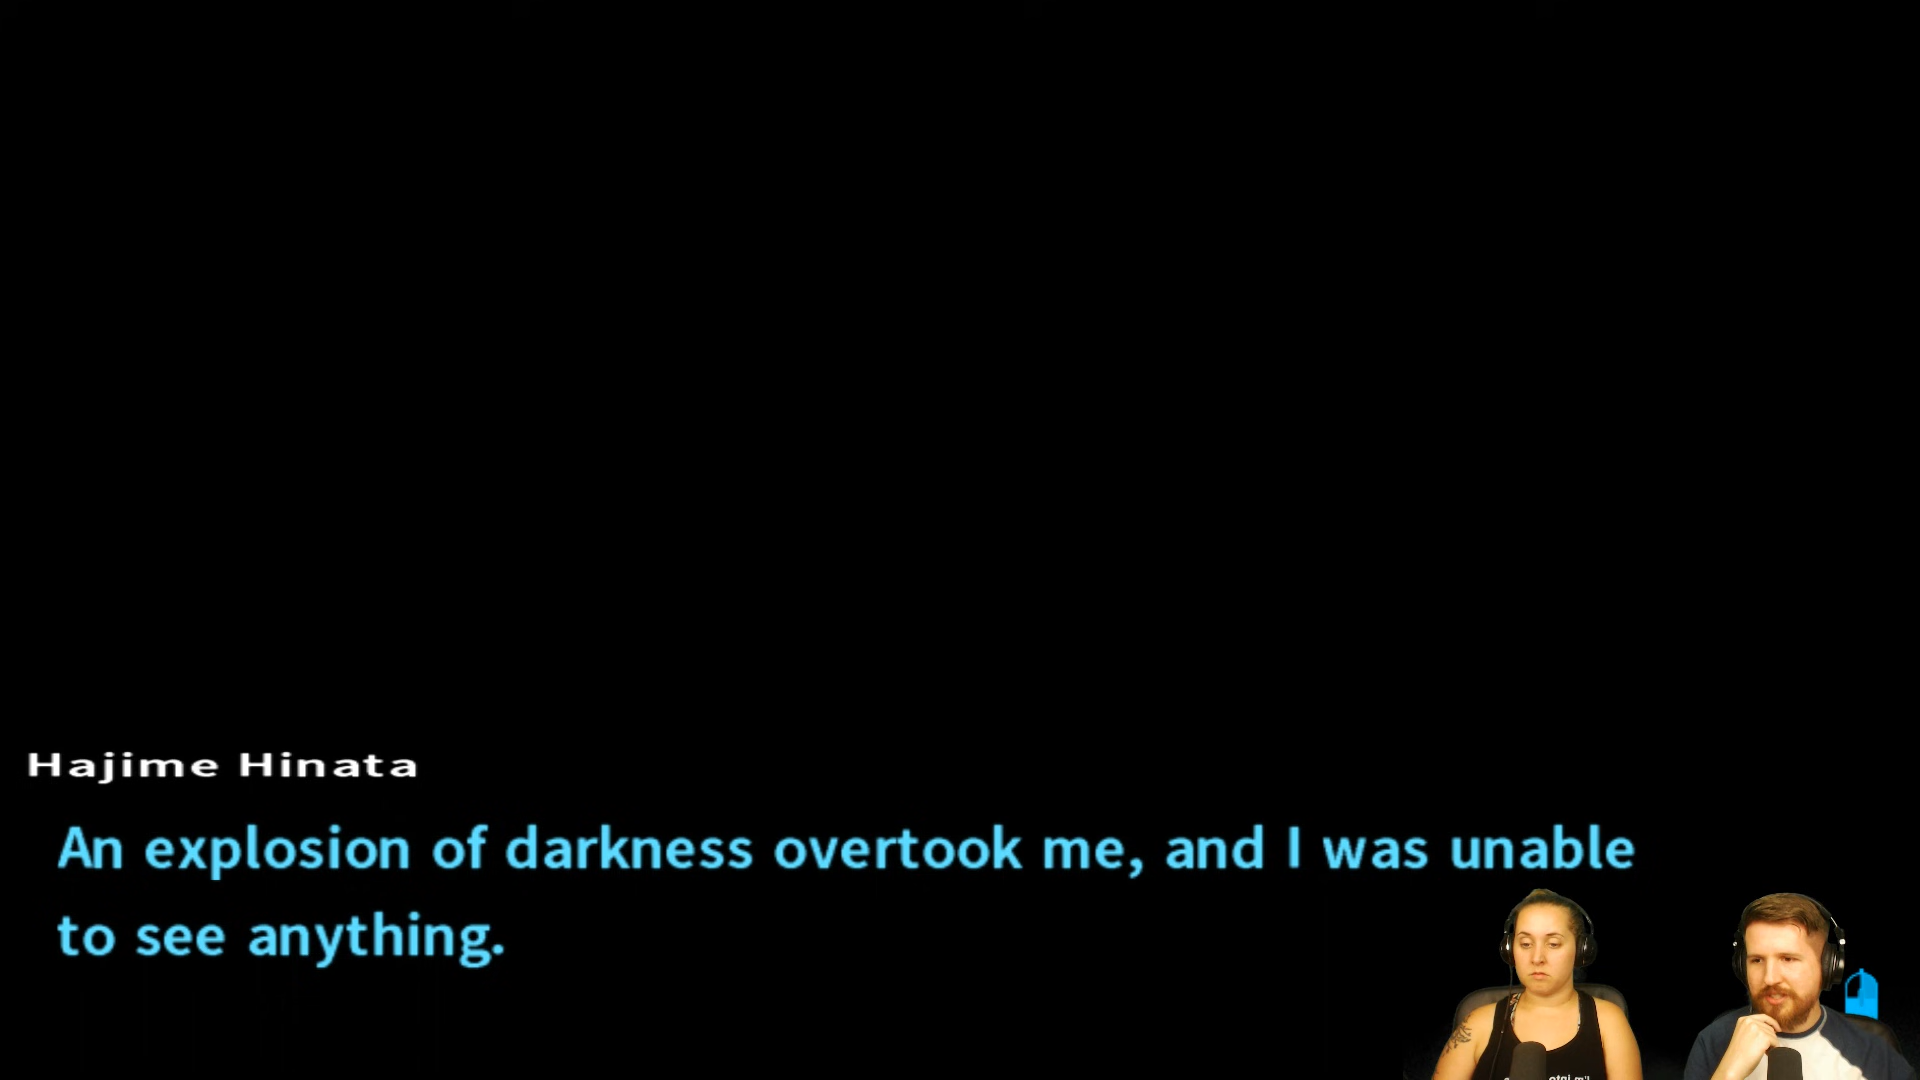 Hajime Hinata
An explosion of darkness overtook me, and I was unable
to see anything.